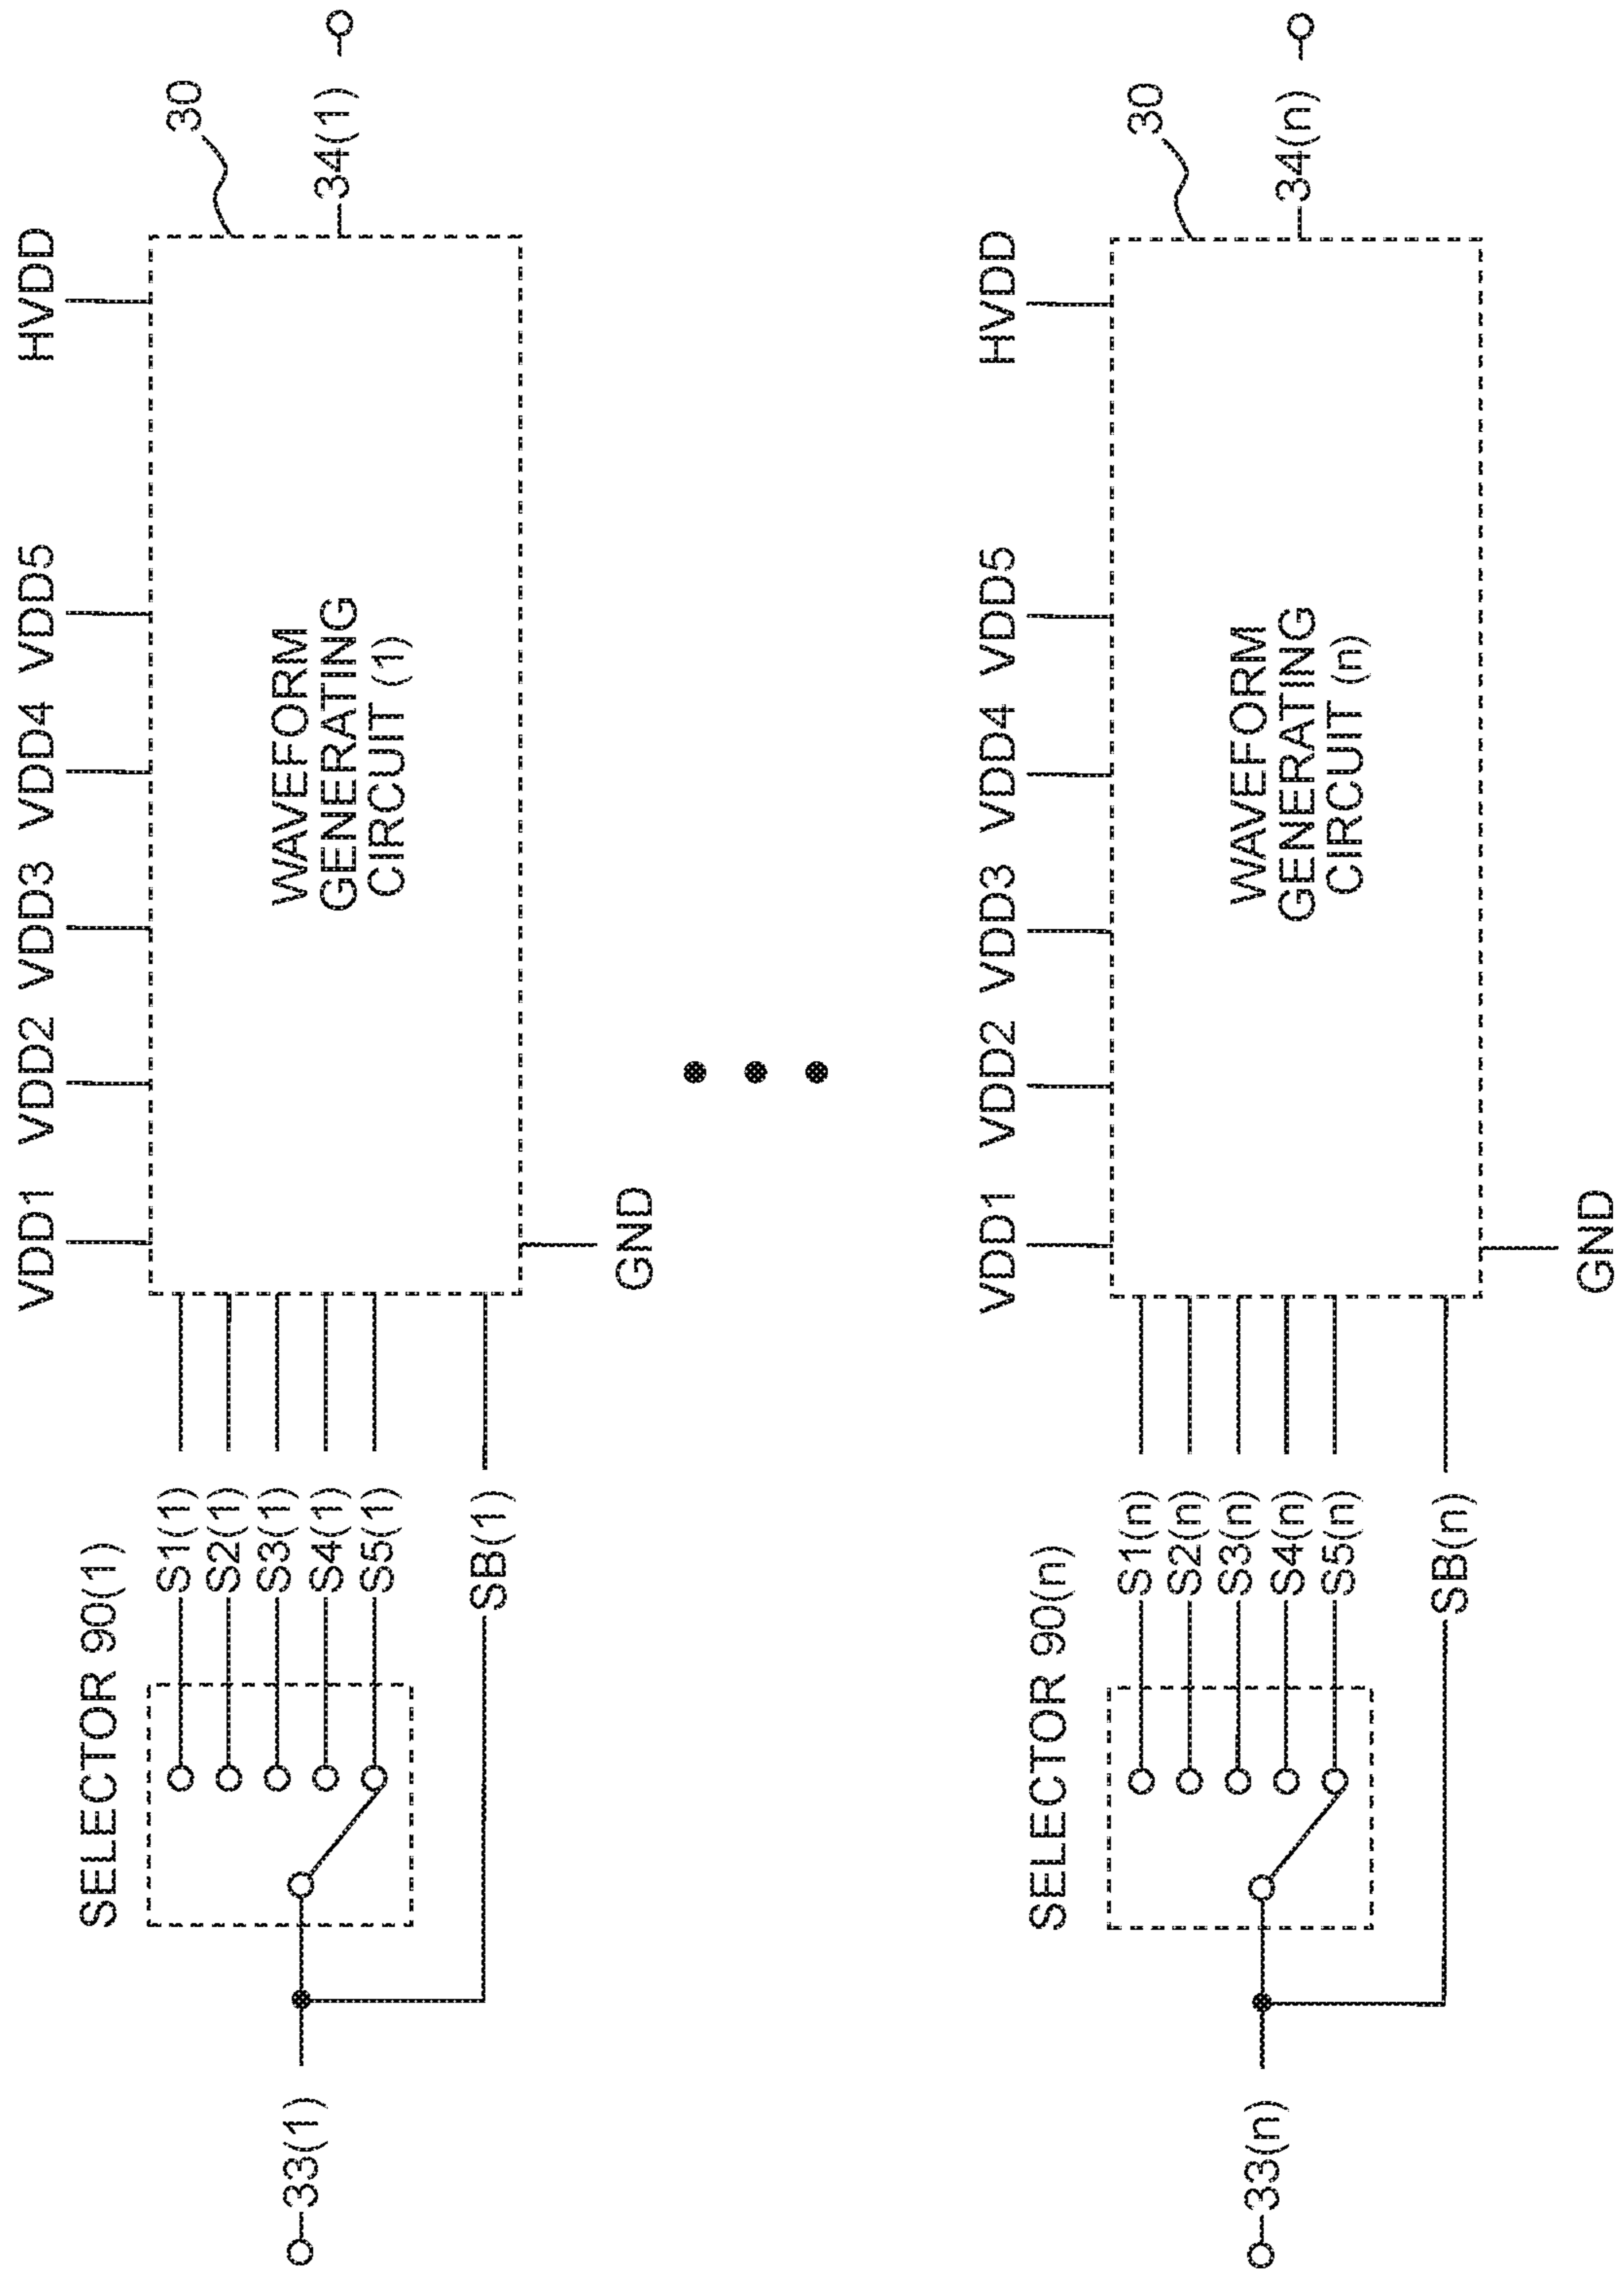 VDD1 VDD2 VDD3 VDD4 VDD5 HVDD
SELECTOR 90(1)
30
S1(1)
S2(1)
S3(1)
S4(1)
S5(1)
SB(1)
33(1)
34(1)
WAVEFORM
GENERATING
CIRCUIT (1)
GND
VDD1 VDD2 VDD3 VDD4 VDD5 HVDD
SELECTOR 90(n)
30
S1(n)
S2(n)
S3(n)
S4(n)
S5(n)
SB(n)
33(n)
34(n)
WAVEFORM
GENERATING
CIRCUIT (n)
GND